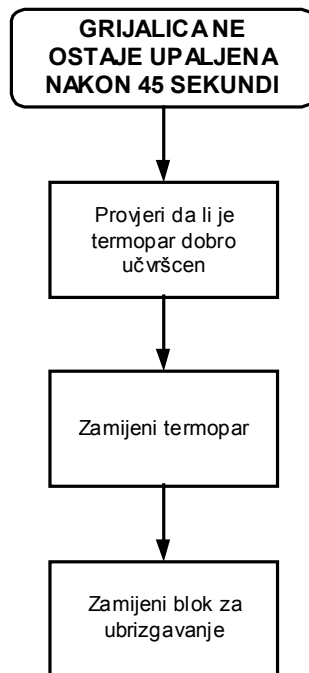 GRIJALICA NE
OSTAJE UPALJENA
NAKON 45 SEKUNDI
Provjeri da li je
termopar dobro
učvršcen
Zamijeni termopar
Zamijeni blok za
ubrizgavanje